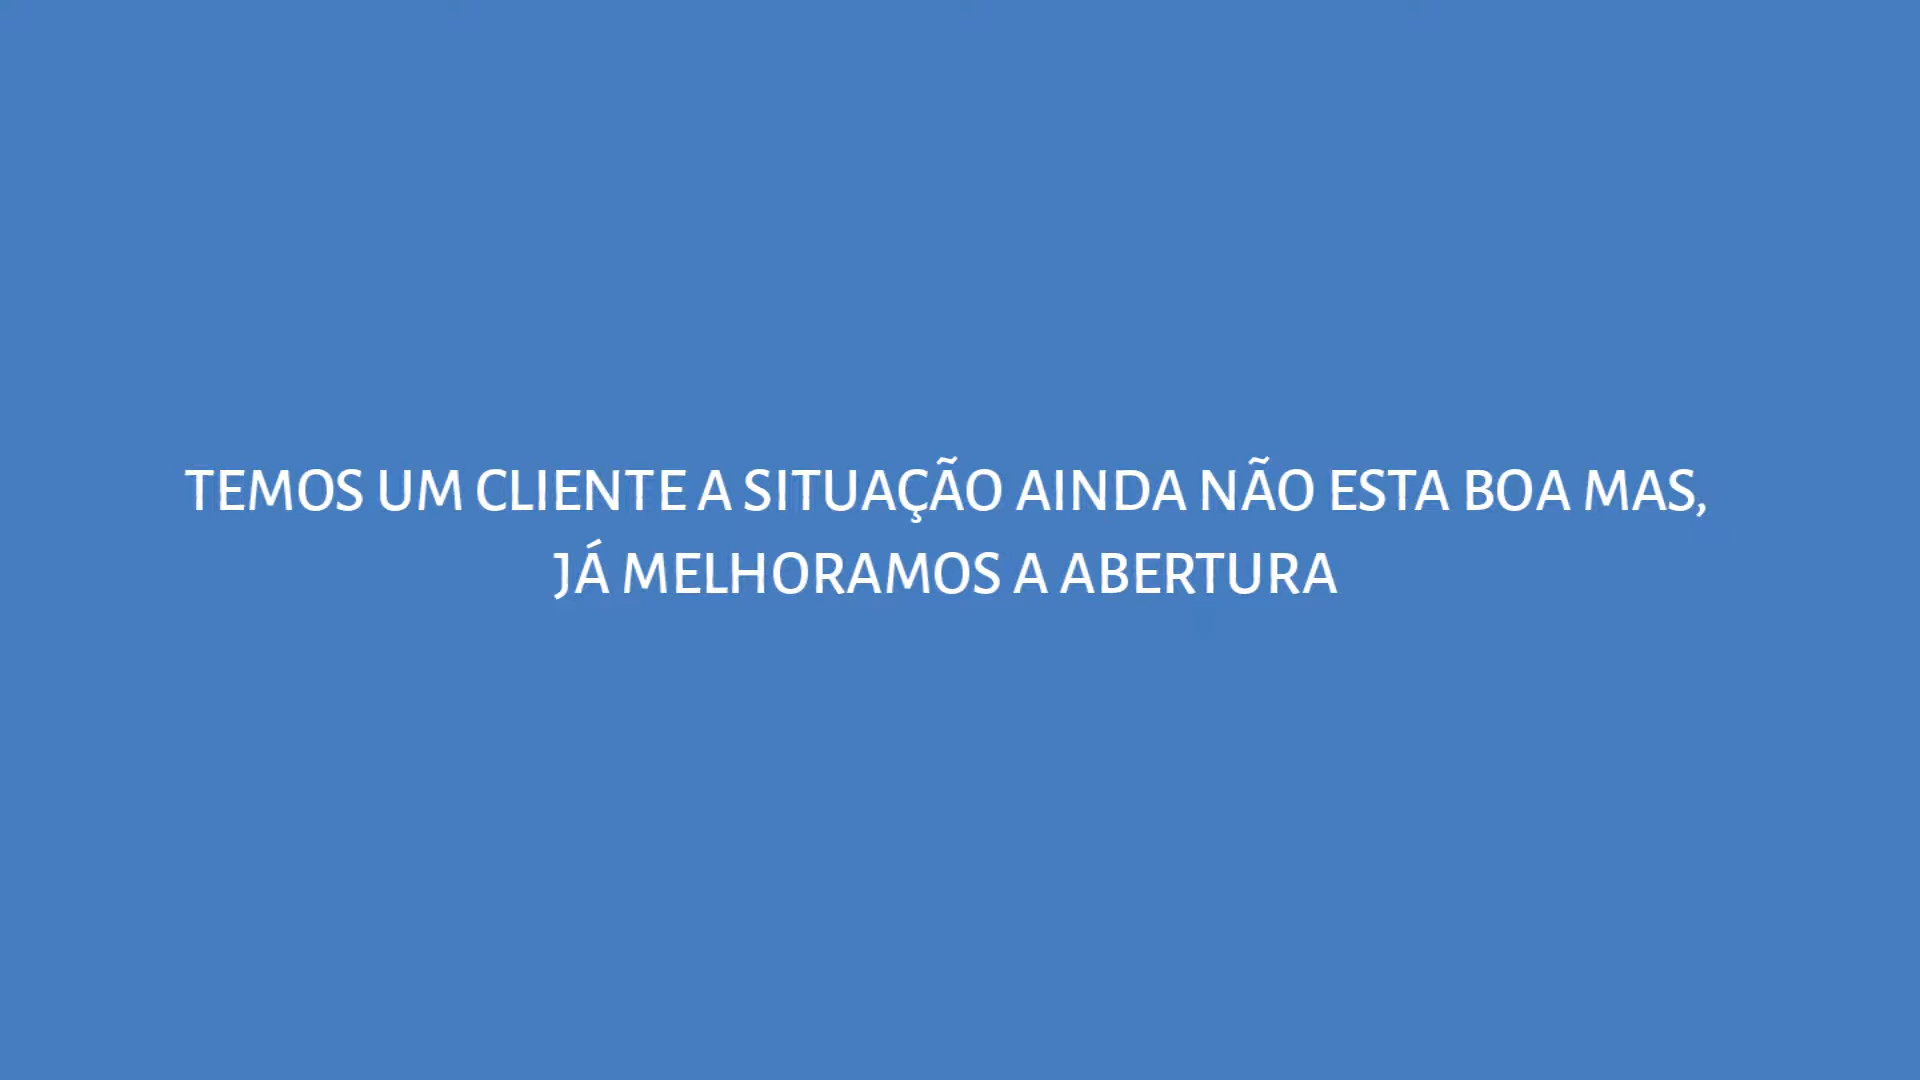 TEMOS UM CLIENTE A SITUAÇÃO AINDA NÃO ESTA BOA MAS,
JÁ MELHORAMOS A ABERTURA